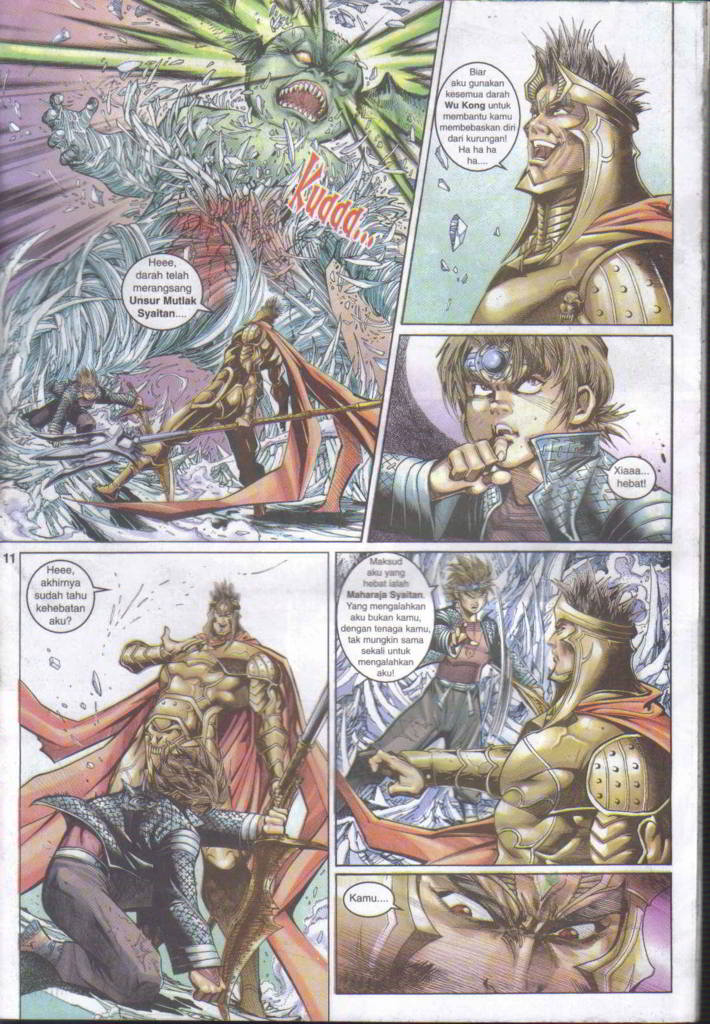 Heee,
darah telah
merangsang
Unsur Mutlak
Syaitan....
Kuaaa...
Biar
aku gunakan
kesemua darah
Wu Kong untuk
membantu kamu
membebaskan diri
dari kurungan!
Ha ha ha
ha....
Xiaaa...
hebat!
11
Heee,
akhirnya
sudah tahu
kehebatan
aku?
Maksud
aku yang
hebat ialah
Maharaja Syaitan.
Yang mengalahkan
aku bukan kamu,
dengan tenaga kamu,
tak mungkin sama
sekali untuk
mengalahkan
aku!
Kamu....